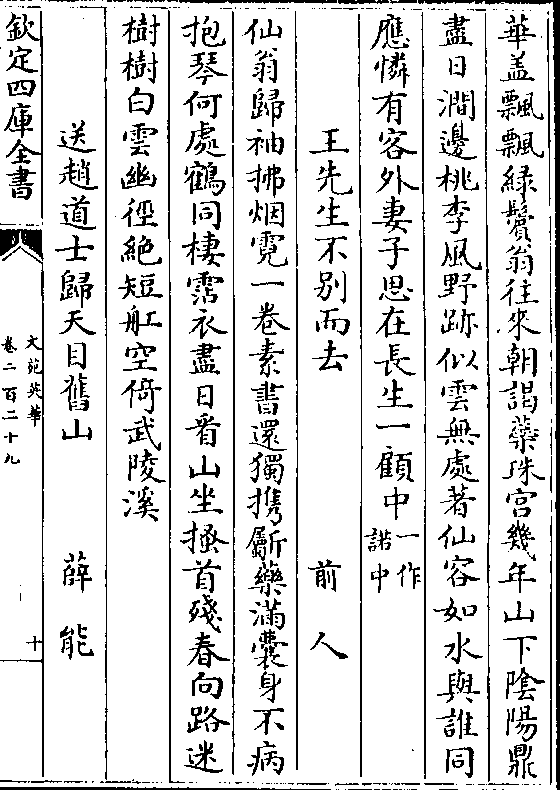 華盖飄飄緑鬢翁往來朝謁蘂珠宫幾年山下陰陽鼎
盡日澗邊桃李風野跡似雲無處著仙容如水與誰同
應憐有客外妻子思在長生一顧中一作諾中
王先生不别而去　前人
仙翁歸袖拂烟霓一卷素書還獨携劚藥滿囊身不病
抱琴何處鶴同棲霑衣盡日看山坐搔首殘春向路迷
樹樹白雲幽徑絶短舡空倚武陵溪
送趙道士歸天目舊山　薛能
欽定四庫全書
文苑英華
卷二百二十九
十